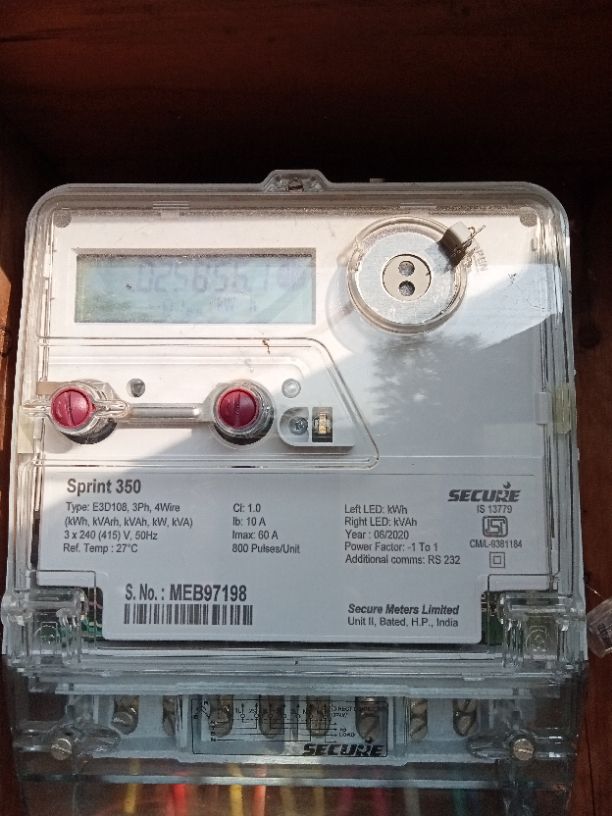 Sprint 350
Type: E3D108, 3Ph, 4Wire
(kWh, kVArh, kVAh, kW, kVA)
3 x 240 (415) V, 50Hz
Ref. Temp : 27°C
Cl: 1.0
Ib: 10 A
Imax: 60 A
800 Pulses/Unit
Left LED: kWh
Right LED: kVAh
Year : 06/2020
Power Factor: -1 To 1
Additional comms: RS 232
SECURE
IS 13779
ISI
CM/L-9381184
S. No. : MEB97198
Secure Meters Limited
Unit II, Bated, H.P., India
SECURE